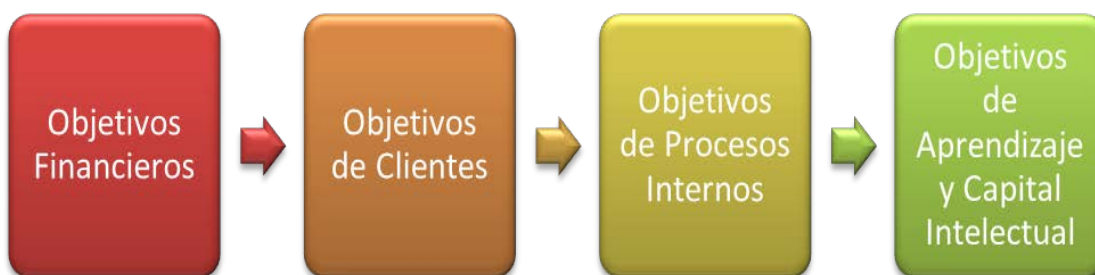 Objetivos
Financieros
Objetivos
de Clientes
Objetivos
de Procesos
Internos
Objetivos
de
Aprendizaje
y Capital
Intelectual